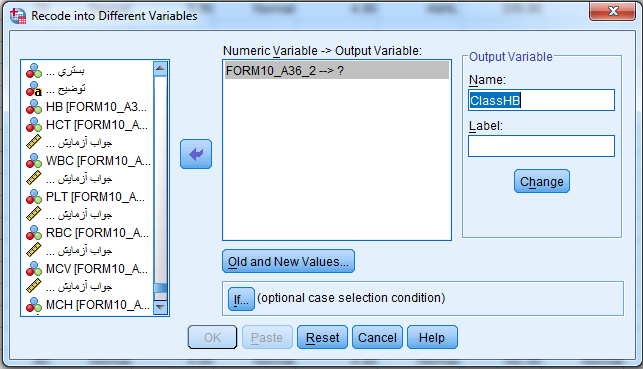 Recode into Different Variables
بستري ...
توضيح ...
HB [FORM10_A3...
HCT [FORM10_A...
جواب آزمايش ...
WBC [FORM10_A...
جواب آزمايش ...
PLT [FORM10_A...
جواب آزمايش ...
RBC [FORM10_A...
جواب آزمايش ...
MCV [FORM10_A...
جواب آزمايش ...
MCH [FORM10_A...
Numeric Variable -> Output Variable:
FORM10_A36_2 --> ?
Old and New Values...
If... (optional case selection condition)
Output Variable
Name:
ClassHB
Label:
Change
OK Paste Reset Cancel Help